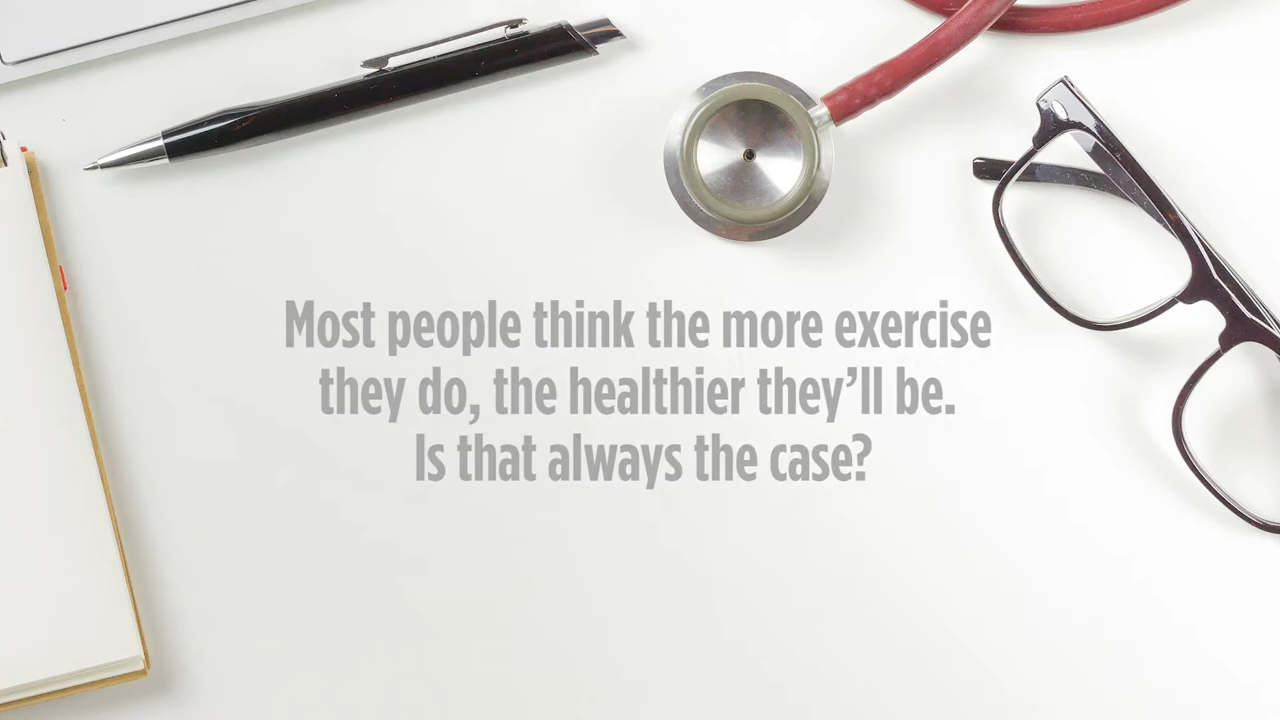 Most people think the more exercise
they do, the healthier they’ll be.
Is that always the case?